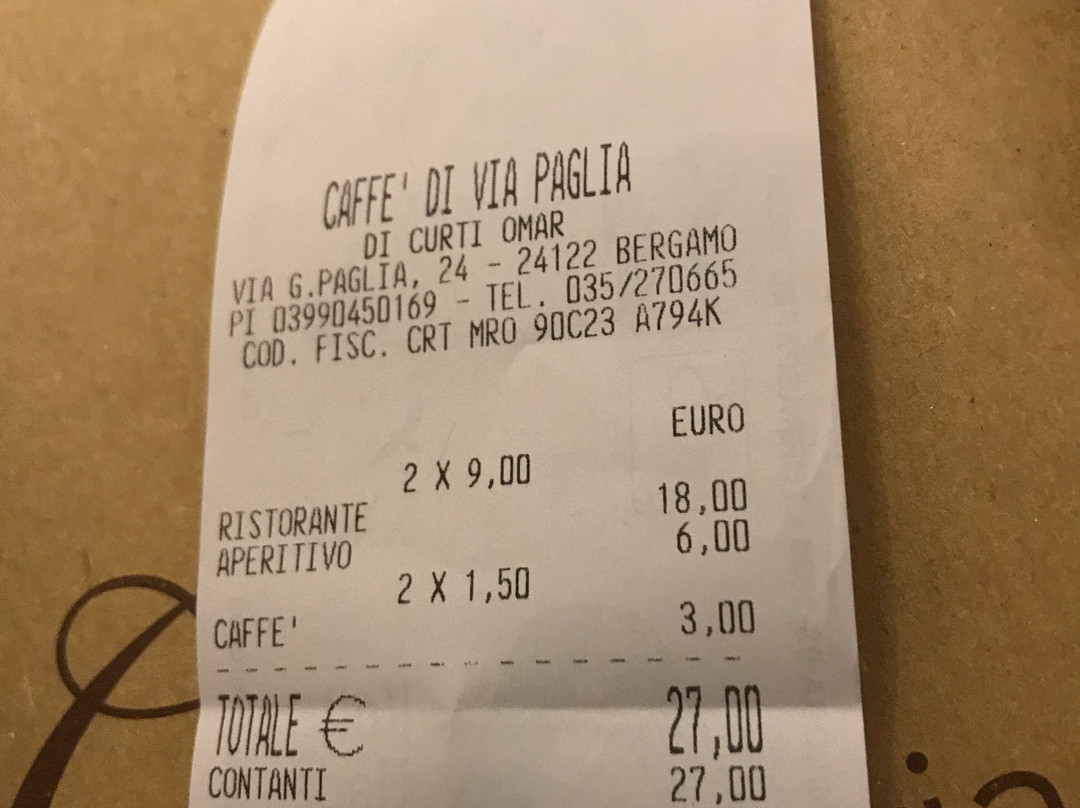 CAFFE' DI VIA PAGLIA
DI CURTI OMAR
VIA G.PAGLIA, 24 - 24122 BERGAMO
PI 03990450169 - TEL. 035/270665
COD. FISC. CRT MRO 90C23 A794K
EURO
2 X 9,00
RISTORANTE 18,00
APERITIVO 6,00
2 X 1,50
CAFFE' 3,00
TOTALE € 27,00
CONTANTI 27,00